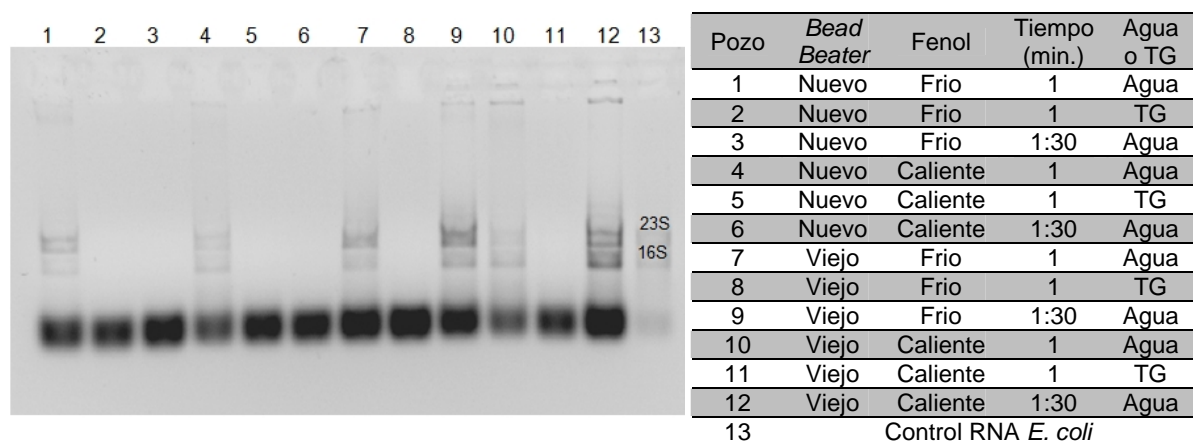 1 2 3 4 5 6 7 8 9 10 11 12 13
23S
16S
Pozo Bead Beater Fenol Tiempo (min.) Agua o TG
1 Nuevo Frio 1 Agua
2 Nuevo Frio 1 TG
3 Nuevo Frio 1:30 Agua
4 Nuevo Caliente 1 Agua
5 Nuevo Caliente 1 TG
6 Nuevo Caliente 1:30 Agua
7 Viejo Frio 1 Agua
8 Viejo Frio 1 TG
9 Viejo Frio 1:30 Agua
10 Viejo Caliente 1 Agua
11 Viejo Caliente 1 TG
12 Viejo Caliente 1:30 Agua
13 Control RNA E. coli